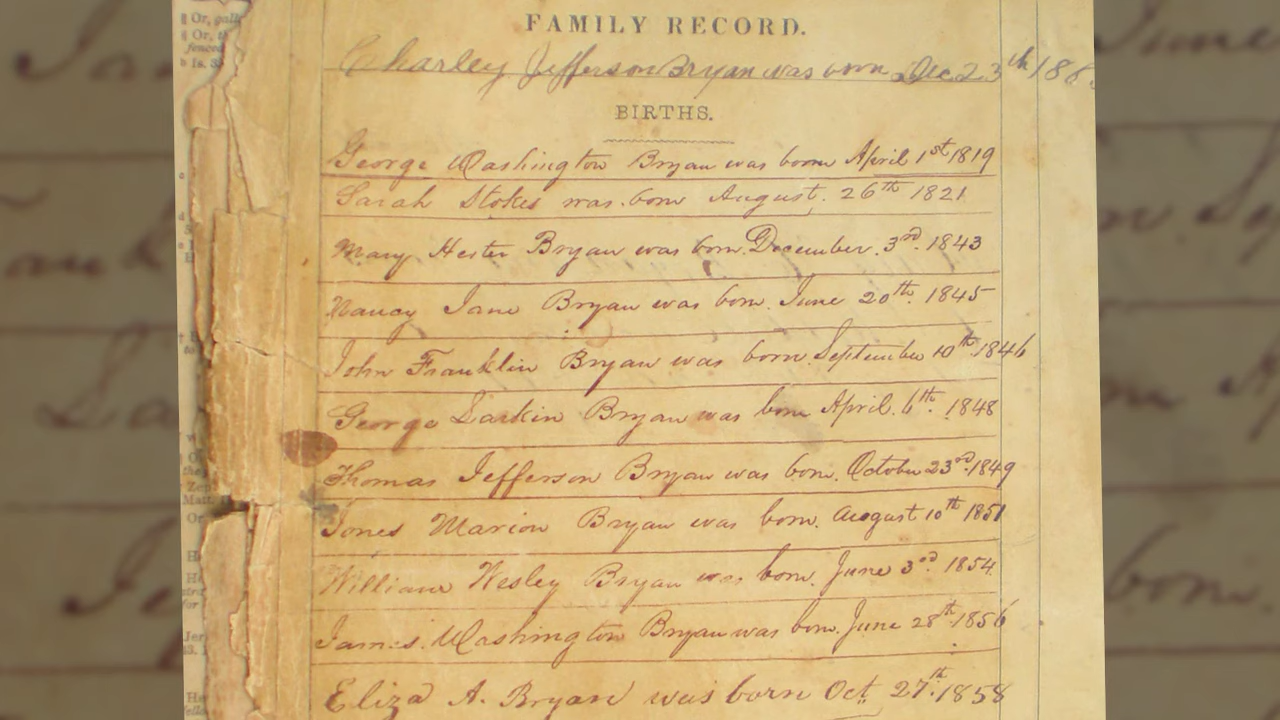 FAMILY RECORD.
Charley Jefferson Bryan was born Dec 23th 186
BIRTHS.
George Washington Bryan was born April 1st 1819
Sarah Stokes was born August. 26th 1821
Mary Hester Bryan was born. December. 3rd. 1843
Nancy Jane Bryan was born. June 20th 1845
John Franklin Bryan was born September 10th 1846
George Larkin Bryan was born April. 6th. 1848
Thomas Jefferson Bryan was born. October 23rd. 1849
Jones Marion Bryan was born. August 10th 1851
William Wesley Bryan was born. June 3rd. 1854.
James. Washington Bryan was born. June 28th 1856
Eliza A. Bryan was born Oct. 27th. 1858